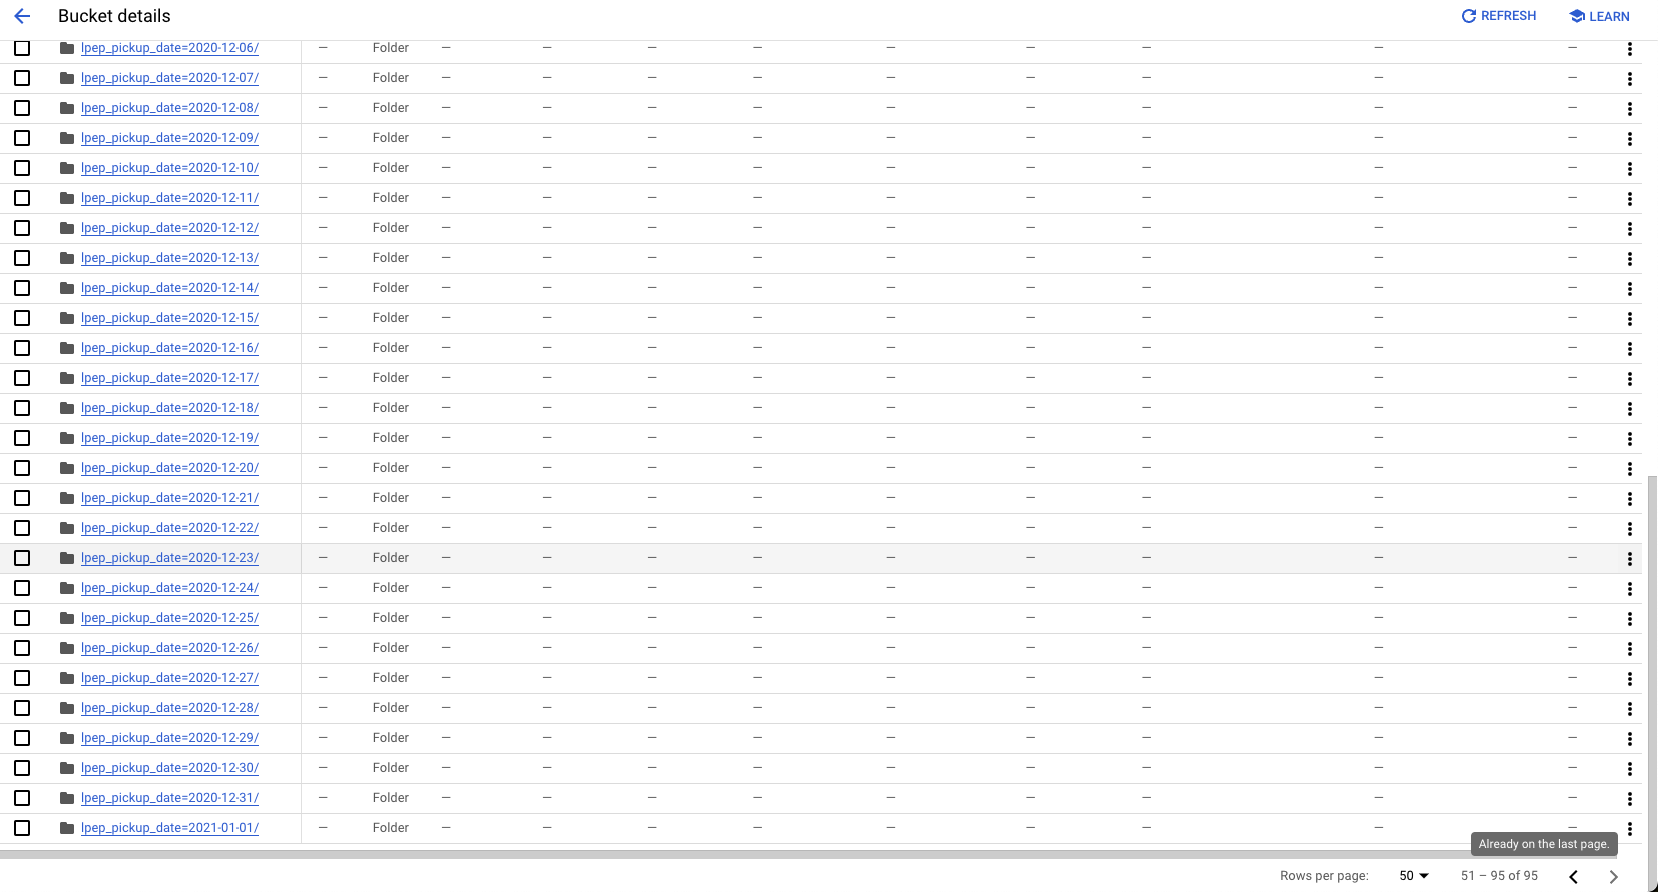 Bucket details REFRESH LEARN
lpep_pickup_date=2020-12-06/ — Folder — — — — — — — — —
lpep_pickup_date=2020-12-07/ — Folder — — — — — — — — —
lpep_pickup_date=2020-12-08/ — Folder — — — — — — — — —
lpep_pickup_date=2020-12-09/ — Folder — — — — — — — — —
lpep_pickup_date=2020-12-10/ — Folder — — — — — — — — —
lpep_pickup_date=2020-12-11/ — Folder — — — — — — — — —
lpep_pickup_date=2020-12-12/ — Folder — — — — — — — — —
lpep_pickup_date=2020-12-13/ — Folder — — — — — — — — —
lpep_pickup_date=2020-12-14/ — Folder — — — — — — — — —
lpep_pickup_date=2020-12-15/ — Folder — — — — — — — — —
lpep_pickup_date=2020-12-16/ — Folder — — — — — — — — —
lpep_pickup_date=2020-12-17/ — Folder — — — — — — — — —
lpep_pickup_date=2020-12-18/ — Folder — — — — — — — — —
lpep_pickup_date=2020-12-19/ — Folder — — — — — — — — —
lpep_pickup_date=2020-12-20/ — Folder — — — — — — — — —
lpep_pickup_date=2020-12-21/ — Folder — — — — — — — — —
lpep_pickup_date=2020-12-22/ — Folder — — — — — — — — —
lpep_pickup_date=2020-12-23/ — Folder — — — — — — — — —
lpep_pickup_date=2020-12-24/ — Folder — — — — — — — — —
lpep_pickup_date=2020-12-25/ — Folder — — — — — — — — —
lpep_pickup_date=2020-12-26/ — Folder — — — — — — — — —
lpep_pickup_date=2020-12-27/ — Folder — — — — — — — — —
lpep_pickup_date=2020-12-28/ — Folder — — — — — — — — —
lpep_pickup_date=2020-12-29/ — Folder — — — — — — — — —
lpep_pickup_date=2020-12-30/ — Folder — — — — — — — — —
lpep_pickup_date=2020-12-31/ — Folder — — — — — — — — —
lpep_pickup_date=2021-01-01/ — Folder — — — — — — — — —
Already on the last page.
Rows per page: 50 51 – 95 of 95